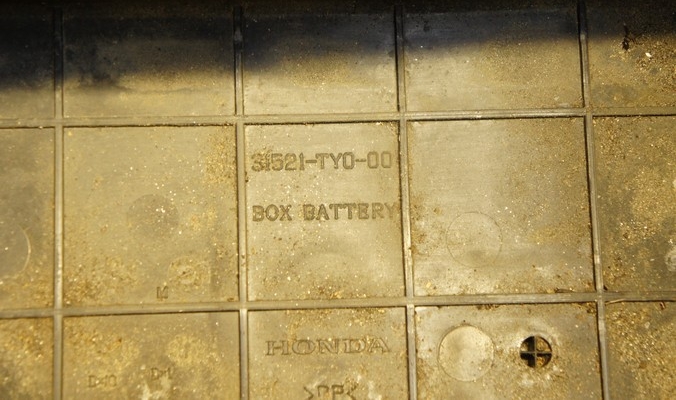 31521-TY0-00
BOX BATTERY
HONDA
>PP<